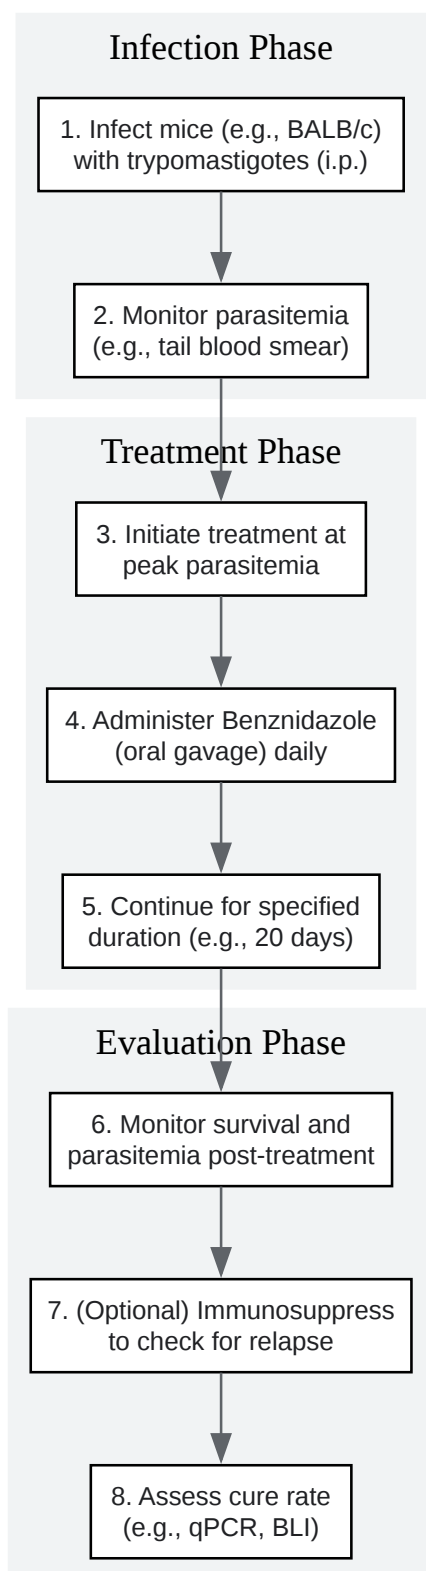 Infection Phase
1. Infect mice (e.g., BALB/c)
with trypomastigotes (i.p.)
2. Monitor parasitemia
(e.g., tail blood smear)
Treatment Phase
3. Initiate treatment at
peak parasitemia
4. Administer Benznidazole
(oral gavage) daily
5. Continue for specified
duration (e.g., 20 days)
Evaluation Phase
6. Monitor survival and
parasitemia post-treatment
7. (Optional) Immunosuppress
to check for relapse
8. Assess cure rate
(e.g., qPCR, BLI)